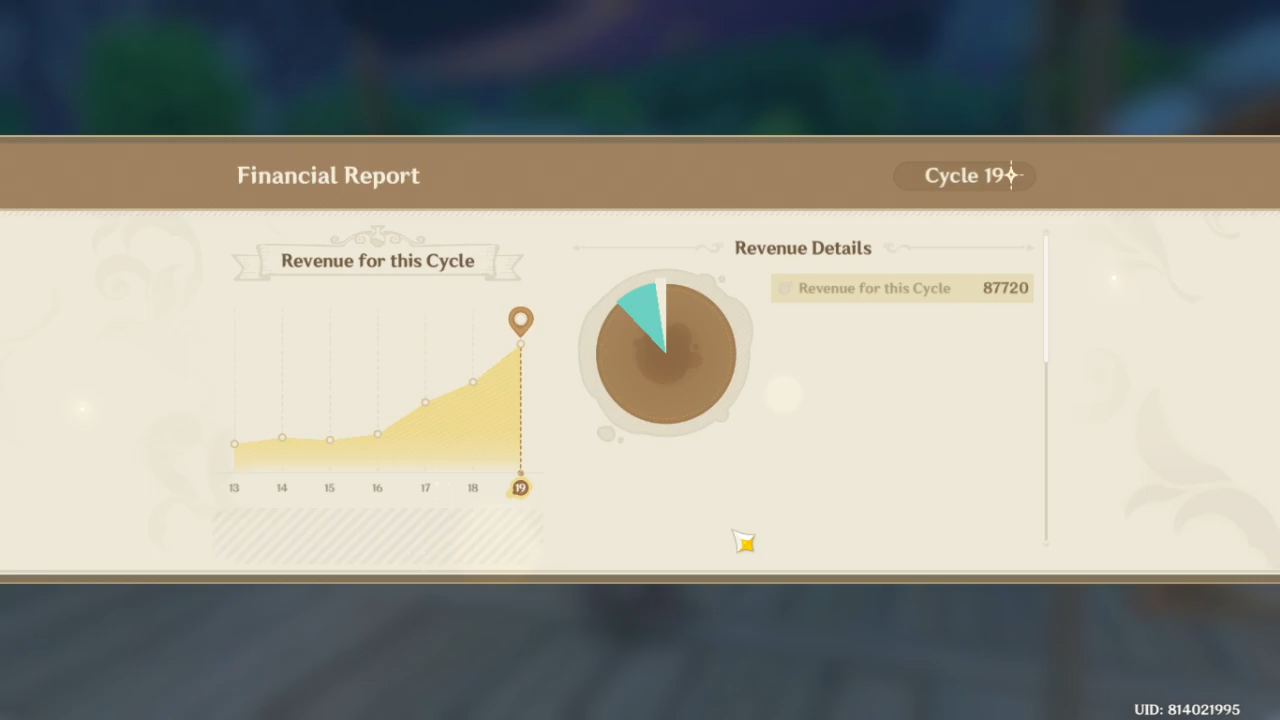 Financial Report
Cycle 19
Revenue for this Cycle
13 14 15 16 17 18 19
Revenue Details
Revenue for this Cycle 87720
UID: 814021995